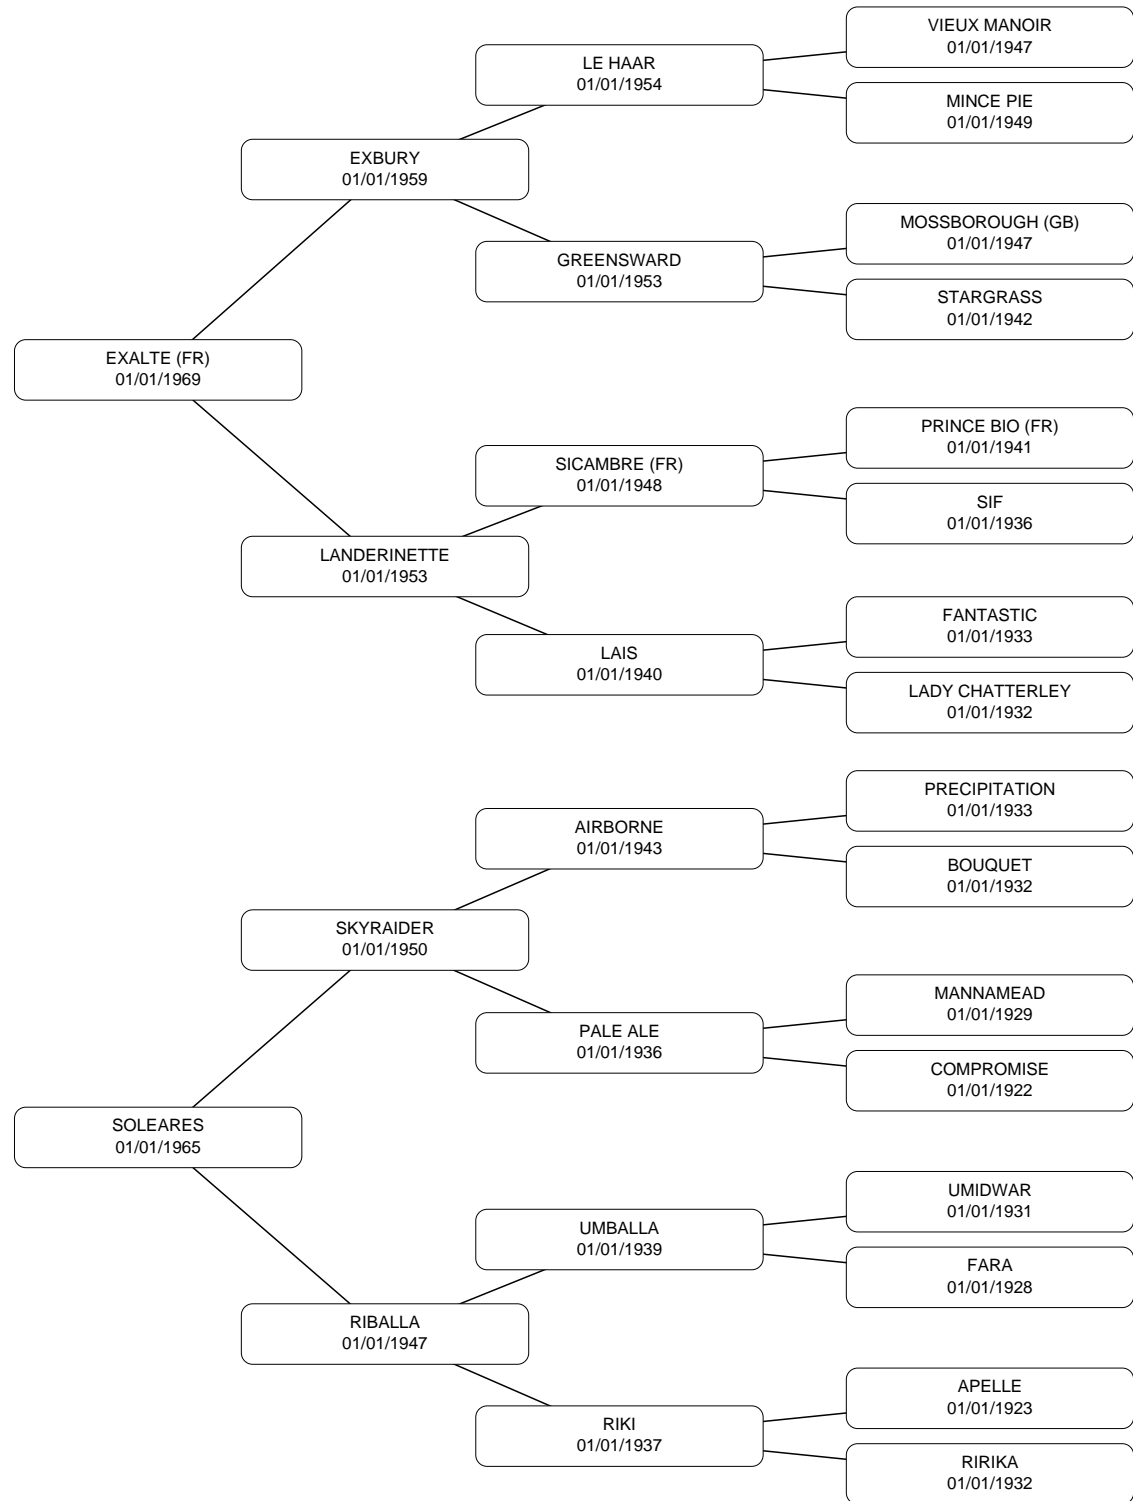 VIEUX MANOIR
01/01/1947
LE HAAR
01/01/1954
MINCE PIE
01/01/1949
EXBURY
01/01/1959
MOSSBOROUGH (GB)
01/01/1947
GREENSWARD
01/01/1953
STARGRASS
01/01/1942
EXALTE (FR)
01/01/1969
PRINCE BIO (FR)
01/01/1941
SICAMBRE (FR)
01/01/1948
SIF
01/01/1936
LANDERINETTE
01/01/1953
FANTASTIC
01/01/1933
LAIS
01/01/1940
LADY CHATTERLEY
01/01/1932
PRECIPITATION
01/01/1933
AIRBORNE
01/01/1943
BOUQUET
01/01/1932
SKYRAIDER
01/01/1950
MANNAMEAD
01/01/1929
PALE ALE
01/01/1936
COMPROMISE
01/01/1922
SOLEARES
01/01/1965
UMIDWAR
01/01/1931
UMBALLA
01/01/1939
FARA
01/01/1928
RIBALLA
01/01/1947
APELLE
01/01/1923
RIKI
01/01/1937
RIRIKA
01/01/1932